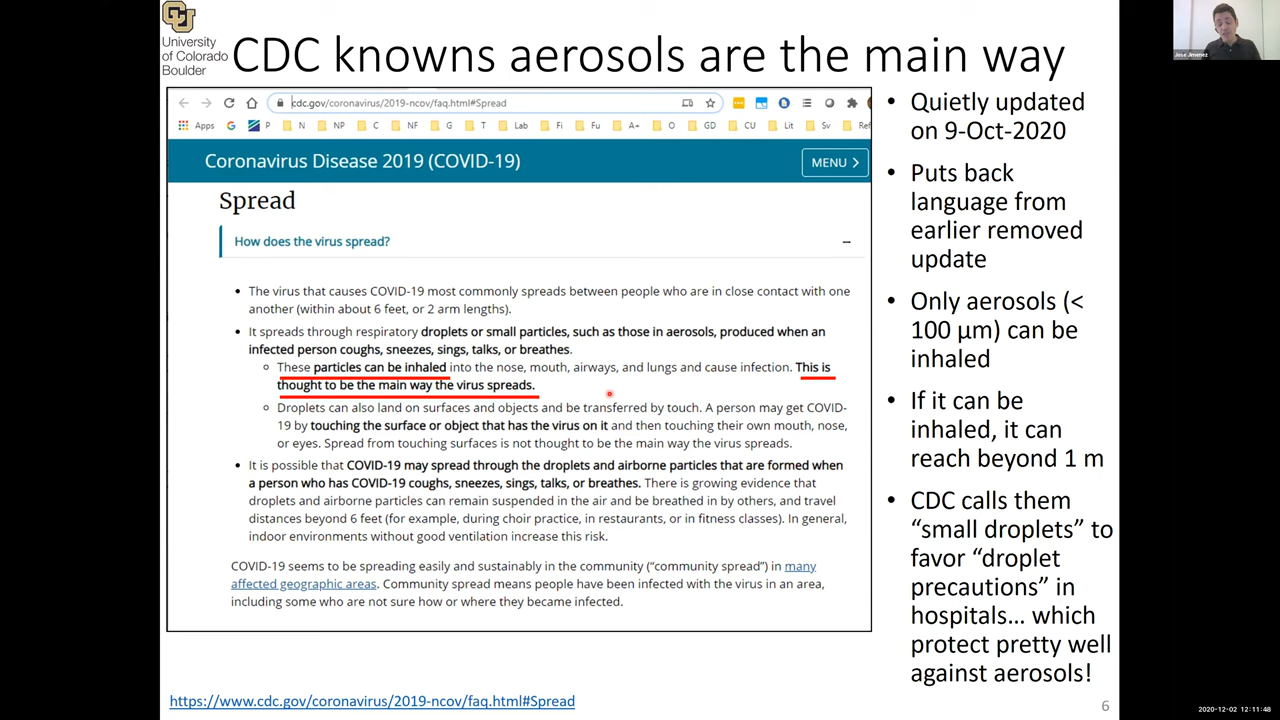 University
of Colorado
Boulder
CDC knowns aerosols are the main way
Jose Jimenez
cdc.gov/coronavirus/2019-ncov/faq.html#Spread
Apps
P
N
NP
C
NF
G
T
Lab
Fi
Fu
A+
O
GD
CU
Lit
Sv
Ref
Coronavirus Disease 2019 (COVID-19)
MENU
Spread
How does the virus spread?
• The virus that causes COVID-19 most commonly spreads between people who are in close contact with one
another (within about 6 feet, or 2 arm lengths).
• It spreads through respiratory droplets or small particles, such as those in aerosols, produced when an
infected person coughs, sneezes, sings, talks, or breathes.
◦ These particles can be inhaled into the nose, mouth, airways, and lungs and cause infection. This is
thought to be the main way the virus spreads.
◦ Droplets can also land on surfaces and objects and be transferred by touch. A person may get COVID-
19 by touching the surface or object that has the virus on it and then touching their own mouth, nose,
or eyes. Spread from touching surfaces is not thought to be the main way the virus spreads.
• It is possible that COVID-19 may spread through the droplets and airborne particles that are formed when
a person who has COVID-19 coughs, sneezes, sings, talks, or breathes. There is growing evidence that
droplets and airborne particles can remain suspended in the air and be breathed in by others, and travel
distances beyond 6 feet (for example, during choir practice, in restaurants, or in fitness classes). In general,
indoor environments without good ventilation increase this risk.
COVID-19 seems to be spreading easily and sustainably in the community (“community spread”) in many
affected geographic areas. Community spread means people have been infected with the virus in an area,
including some who are not sure how or where they became infected.
• Quietly updated
on 9-Oct-2020
• Puts back
language from
earlier removed
update
• Only aerosols (<
100 µm) can be
inhaled
• If it can be
inhaled, it can
reach beyond 1 m
• CDC calls them
“small droplets” to
favor “droplet
precautions” in
hospitals… which
protect pretty well
against aerosols!
https://www.cdc.gov/coronavirus/2019-ncov/faq.html#Spread
6
2020-12-02 12:11:48